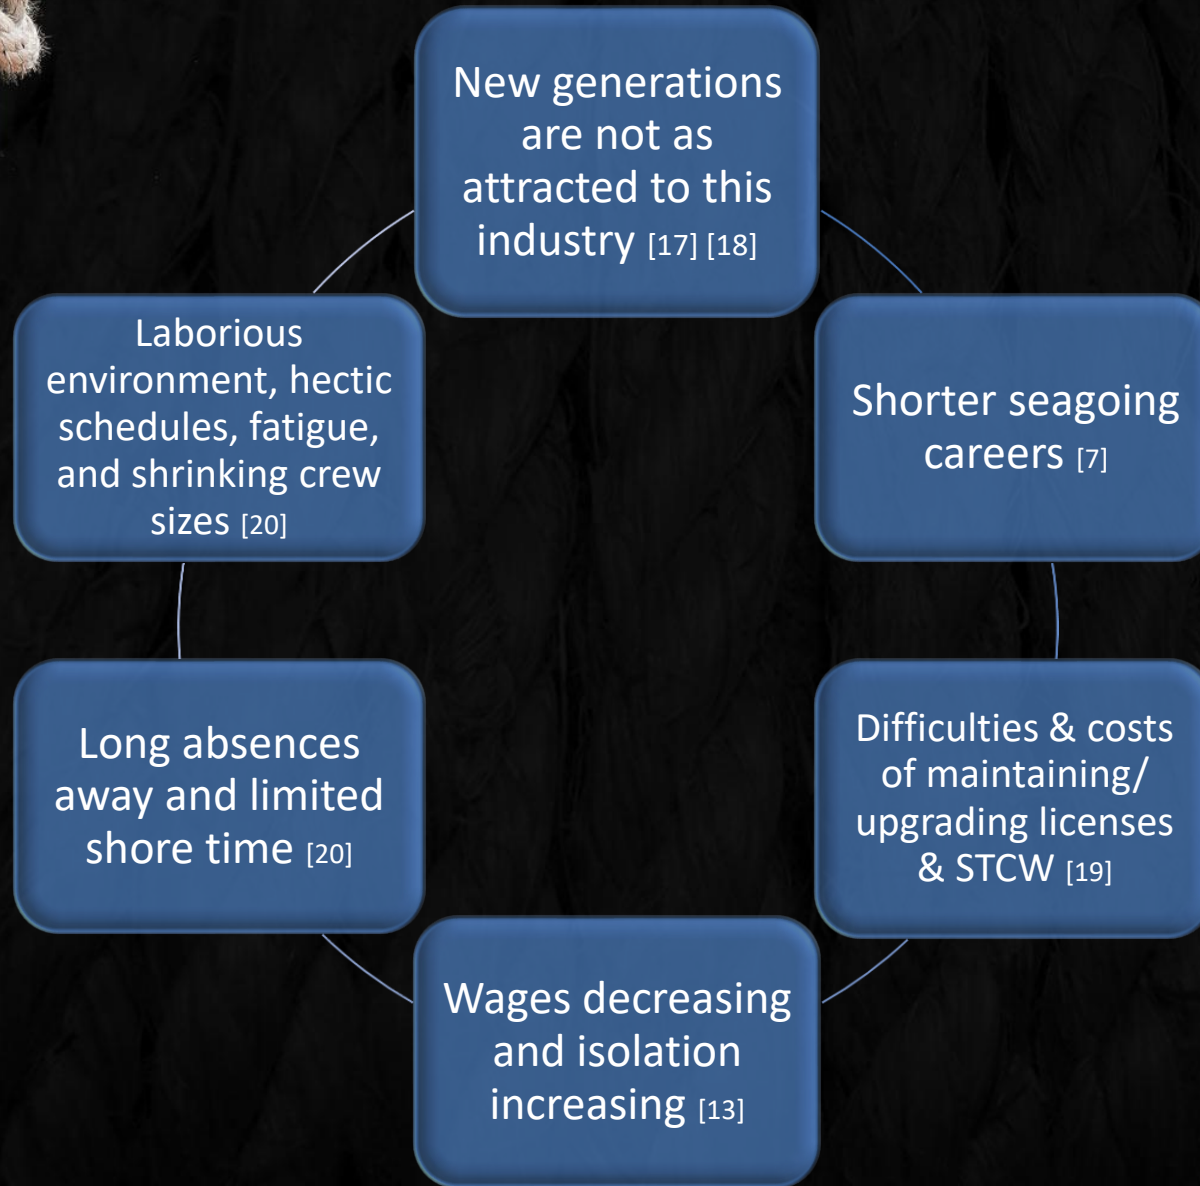 New generations
are not as
attracted to this
industry [17] [18]
Shorter seagoing
careers [7]
Difficulties & costs
of maintaining/
upgrading licenses
& STCW [19]
Wages decreasing
and isolation
increasing [13]
Long absences
away and limited
shore time [20]
Laborious
environment, hectic
schedules, fatigue,
and shrinking crew
sizes [20]